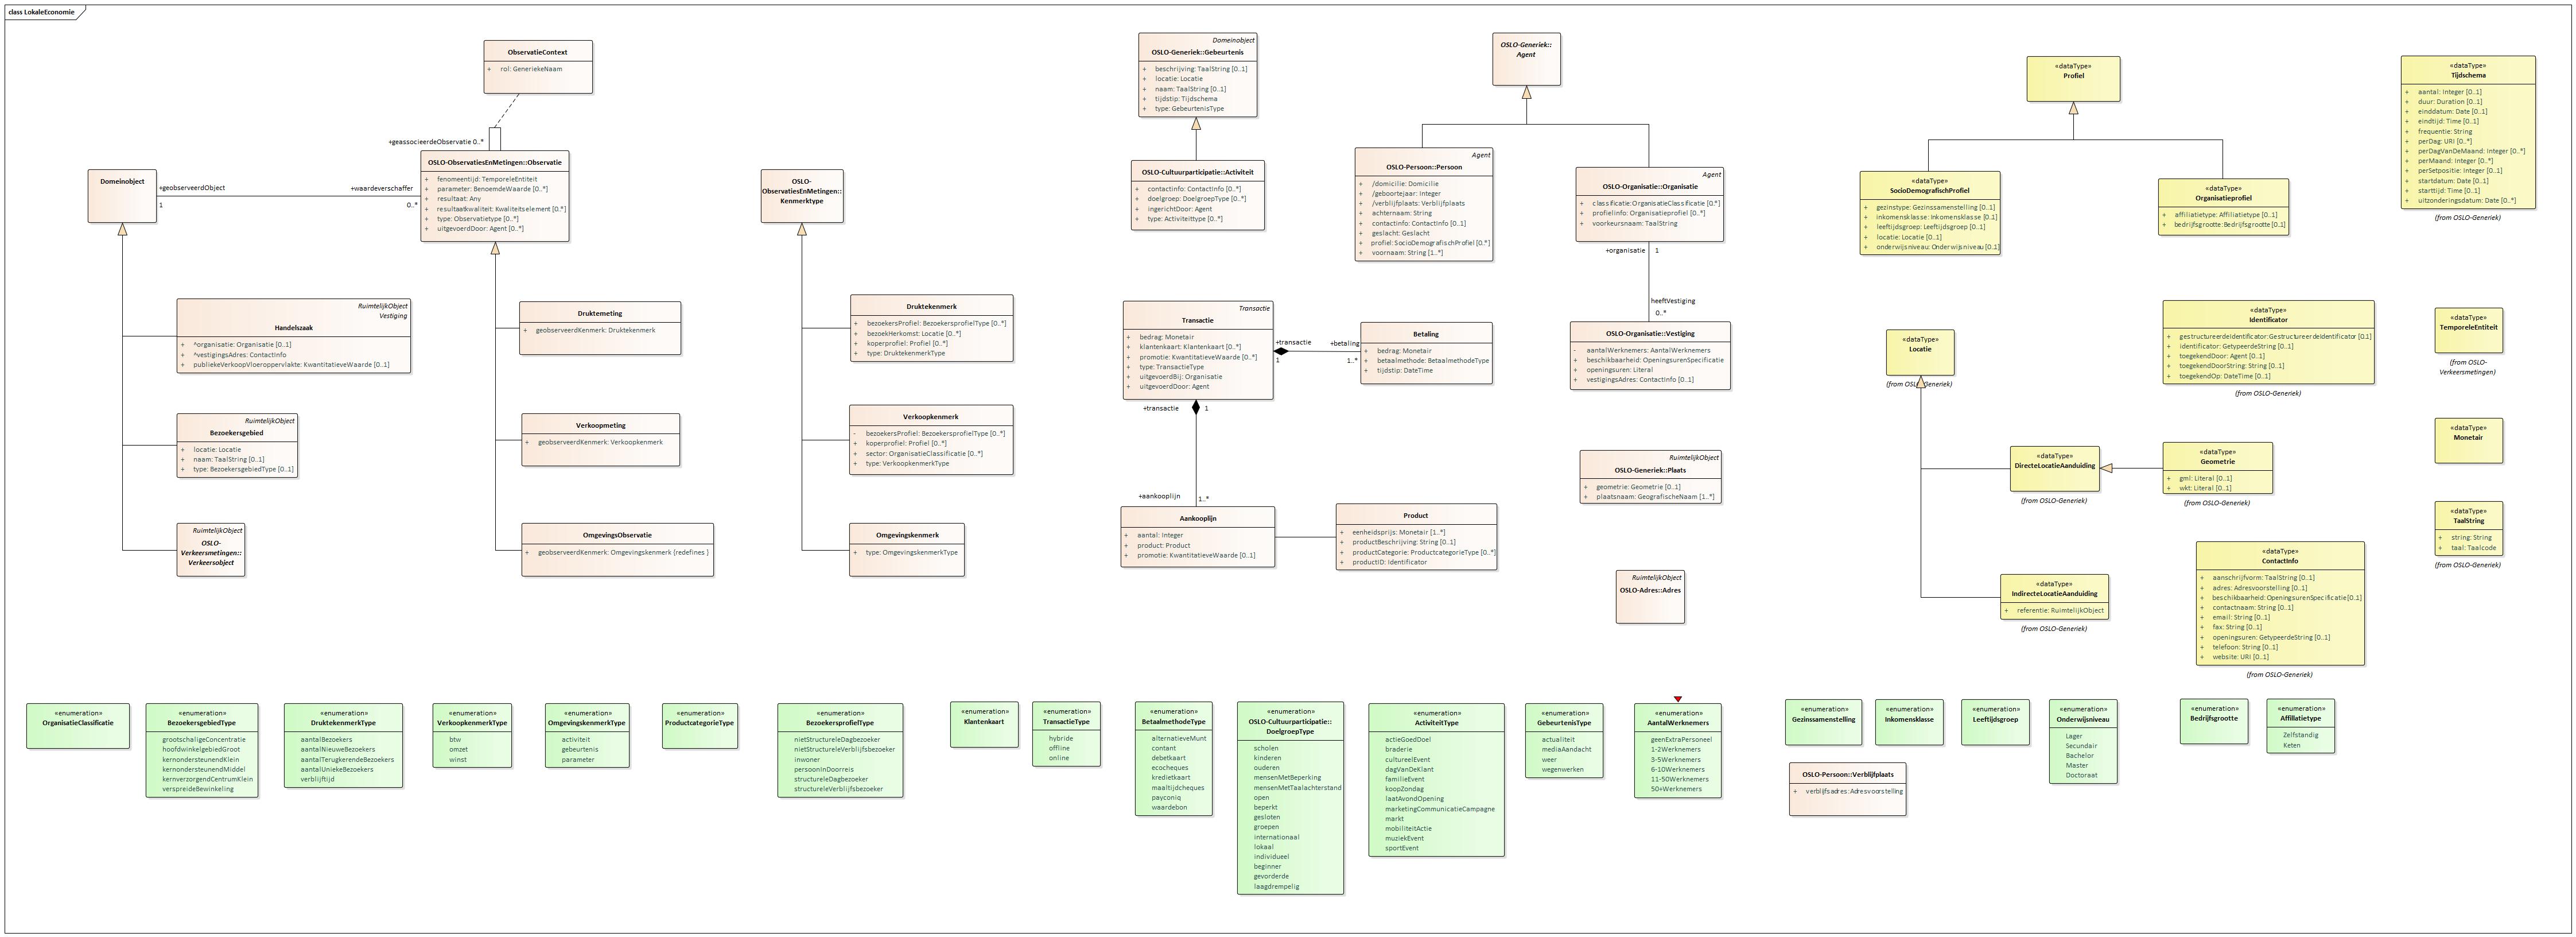 class LokaleEconomie
ObservatieContext
+ rol: GeneriekeNaam
+geassocieerdeObservatie 0..*
Domeinobject
+geobserveerdObject
1
+waardeverschaffer
0..*
OSLO-ObservatiesEnMetingen::Observatie
+ fenomeentijd: TemporeleEntiteit
+ parameter: BenoemdeWaarde [0..*]
+ resultaat: Any
+ resultaatkwaliteit: Kwaliteitselement [0..*]
+ type: Observatietype [0..*]
+ uitgevoerdDoor: Agent [0..*]
RuimtelijkObject
Vestiging
Handelszaak
+ ^organisatie: Organisatie [0..1]
+ ^vestigingsAdres: ContactInfo
+ publiekeVerkoopVloeroppervlakte: KwantitatieveWaarde [0..1]
RuimtelijkObject
Bezoekersgebied
+ locatie: Locatie
+ naam: TaalString [0..1]
+ type: BezoekersgebiedType [0..1]
RuimtelijkObject
OSLO-
Verkeersmetingen::
Verkeersobject
Druktemeting
+ geobserveerdKenmerk: Druktekenmerk
Verkoopmeting
+ geobserveerdKenmerk: Verkoopkenmerk
OmgevingsObservatie
+ geobserveerdKenmerk: Omgevingskenmerk {redefines }
OSLO-
ObservatiesEnMetingen::
Kenmerktype
Druktekenmerk
+ bezoekersProfiel: BezoekersprofielType [0..*]
+ bezoekHerkomst: Locatie [0..*]
+ koperprofiel: Profiel [0..*]
+ type: DruktekenmerkType
Verkoopkenmerk
- bezoekersProfiel: BezoekersprofielType [0..*]
+ koperprofiel: Profiel [0..*]
+ sector: OrganisatieClassificatie [0..*]
+ type: VerkoopkenmerkType
Omgevingskenmerk
+ type: OmgevingskenmerkType
Domeinobject
OSLO-Generiek::Gebeurtenis
+ beschrijving: TaalString [0..1]
+ locatie: Locatie
+ naam: TaalString [0..1]
+ tijdstip: Tijdschema
+ type: GebeurtenisType
OSLO-Cultuurparticipatie::Activiteit
+ contactinfo: ContactInfo [0..*]
+ doelgroep: DoelgroepType [0..*]
+ ingerichtDoor: Agent
+ type: Activiteittype [0..*]
Transactie
Transactie
+ bedrag: Monetair
+ klantenkaart: Klantenkaart [0..*]
+ promotie: KwantitatieveWaarde [0..*]
+ type: TransactieType
+ uitgevoerdBij: Organisatie
+ uitgevoerdDoor: Agent
+transactie
1
+betaling
1..*
Betaling
+ bedrag: Monetair
+ betaalmethode: BetaalmethodeType
+ tijdstip: DateTime
+transactie 1
+aankooplijn 1..*
Aankooplijn
+ aantal: Integer
+ product: Product
+ promotie: KwantitatieveWaarde [0..1]
Product
+ eenheidsprijs: Monetair [1..*]
+ productBeschrijving: String [0..1]
+ productCategorie: ProductcategorieType [0..*]
+ productID: Identificator
OSLO-Generiek::
Agent
Agent
OSLO-Persoon::Persoon
+ /domicilie: Domicilie
+ /geboortejaar: Integer
+ /verblijfplaats: Verblijfplaats
+ achternaam: String
+ contactinfo: ContactInfo [0..1]
+ geslacht: Geslacht
+ profiel: SocioDemografischProfiel [0..*]
+ voornaam: String [1..*]
Agent
OSLO-Organisatie::Organisatie
+ classificatie: OrganisatieClassificatie [0..*]
+ profielinfo: Organisatieprofiel [0..*]
+ voorkeursnaam: TaalString
+organisatie 1
heeftVestiging
0..*
OSLO-Organisatie::Vestiging
- aantalWerknemers: AantalWerknemers
+ beschikbaarheid: OpeningsurenSpecificatie
+ openingsuren: Literal
+ vestigingsAdres: ContactInfo [0..1]
RuimtelijkObject
OSLO-Generiek::Plaats
+ geometrie: Geometrie [0..1]
+ plaatsnaam: GeografischeNaam [1..*]
RuimtelijkObject
OSLO-Adres::Adres
«dataType»
Profiel
«dataType»
SocioDemografischProfiel
+ gezinstype: Gezinssamenstelling [0..1]
+ inkomensklasse: Inkomensklasse [0..1]
+ leeftijdsgroep: Leeftijdsgroep [0..1]
+ locatie: Locatie [0..1]
+ onderwijsniveau: Onderwijsniveau [0..1]
«dataType»
Organisatieprofiel
+ affiliatietype: Affiliatietype [0..1]
+ bedrijfsgrootte: Bedrijfsgrootte [0..1]
«dataType»
Tijdschema
+ aantal: Integer [0..1]
+ duur: Duration [0..1]
+ einddatum: Date [0..1]
+ eindtijd: Time [0..1]
+ frequentie: String
+ perDag: URI [0..*]
+ perDagVanDeMaand: Integer [0..*]
+ perMaand: Integer [0..*]
+ perSetpositie: Integer [0..1]
+ startdatum: Date [0..1]
+ starttijd: Time [0..1]
+ uitzonderingsdatum: Date [0..*]
(from OSLO-Generiek)
«dataType»
Locatie
(from OSLO-Generiek)
«dataType»
Identificator
+ gestructureerdeIdentificator: GestructureerdeIdentificator [0.1]
+ identificator: GetypeerdeString [0..1]
+ toegekendDoor: Agent [0..1]
+ toegekendDoorString: String [0..1]
+ toegekendOp: DateTime [0..1]
(from OSLO-Generiek)
«dataType»
TemporeleEntiteit
(from OSLO-
Verkeersmetingen)
«dataType»
DirecteLocatieAanduiding
(from OSLO-Generiek)
«dataType»
Geometrie
+ gml: Literal [0..1]
+ wkt: Literal [0..1]
(from OSLO-Generiek)
«dataType»
Monetair
«dataType»
TaalString
+ string: String
+ taal: Taalcode
(from OSLO-Generiek)
«dataType»
IndirecteLocatieAanduiding
+ referentie: RuimtelijkObject
(from OSLO-Generiek)
«dataType»
ContactInfo
+ aanschrijfvorm: TaalString [0..1]
+ adres: Adresvoorstelling [0..1]
+ beschikbaarheid: OpeningsurenSpecificatie[0.1]
+ contactnaam: String [0..1]
+ email: String [0..1]
+ fax: String [0..1]
+ openingsuren: GetypeerdeString [0..1]
+ telefoon: String [0..1]
+ website: URI [0..1]
(from OSLO-Generiek)
«enumeration»
OrganisatieClassificatie
«enumeration»
BezoekersgebiedType
grootschaligeConcentratie
hoofdwinkelgebiedGroot
kernondersteunendKlein
kernondersteunendMiddel
kernverzorgendCentrumKlein
verspreideBewinkeling
«enumeration»
DruktekenmerkType
aantalBezoekers
aantalNieuweBezoekers
aantalTerugkerendeBezoekers
aantalUniekeBezoekers
verblijftijd
«enumeration»
VerkoopkenmerkType
btw
omzet
winst
«enumeration»
OmgevingskenmerkType
activiteit
gebeurtenis
parameter
«enumeration»
ProductcategorieType
«enumeration»
BezoekersprofielType
nietStructureleDagbezoeker
nietStructureleVerblijfsbezoeker
inwoner
persoonInDoorreis
structureleDagbezoeker
structureleVerblijfsbezoeker
«enumeration»
Klantenkaart
«enumeration»
TransactieType
hybride
offline
online
«enumeration»
BetaalmethodeType
alternatieveMunt
contant
debetkaart
ecocheques
kredietkaart
maaltijdcheques
payconiq
waardebon
«enumeration»
OSLO-Cultuurparticipatie::
DoelgroepType
scholen
kinderen
ouderen
mensenMetBeperking
mensenMetTaalachterstand
open
beperkt
gesloten
groepen
internationaal
lokaal
individueel
beginner
gevorderde
laagdrempelig
«enumeration»
ActiviteitType
actieGoedDoel
braderie
cultureelEvent
dagVanDeKlant
familieEvent
koopZondag
laatAvondOpening
marketingCommunicatieCampagne
markt
mobiliteitActie
muziekEvent
sportEvent
«enumeration»
GebeurtenisType
actualiteit
mediaAandacht
weer
wegenwerken
«enumeration»
AantalWerknemers
geenExtraPersoneel
1-2Werknemers
3-5Werknemers
6-10Werknemers
11-50Werknemers
50+Werknemers
«enumeration»
Gezinssamenstelling
«enumeration»
Inkomensklasse
«enumeration»
Leeftijdsgroep
«enumeration»
Onderwijsniveau
Lager
Secundair
Bachelor
Master
Doctoraat
«enumeration»
Bedrijfsgrootte
«enumeration»
Affiliatietype
Zelfstandig
Keten
OSLO-Persoon::Verblijfplaats
+ verblijfsadres: Adresvoorstelling